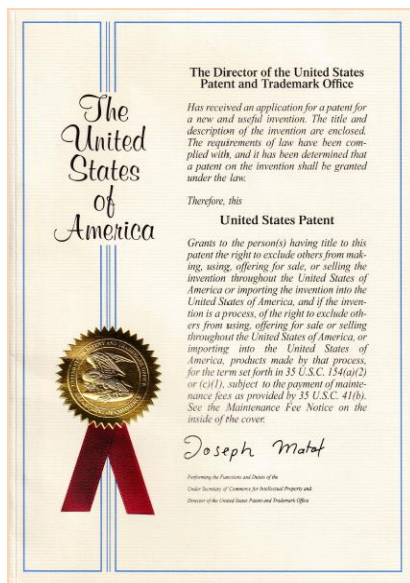 The
United
States
of
America
The Director of the United States
Patent and Trademark Office
Has received an application for a patent for
a new and useful invention. The title and
description of the invention are enclosed.
The requirements of law have been com-
plied with, and it has been determined that
a patent on the invention shall be granted
under the law.
Therefore, this
United States Patent
Grants to the person(s) having title to this
patent the right to exclude others from mak-
ing, using, offering for sale, or selling the
invention throughout the United States of
America or importing the invention into the
United States of America, and if the inven-
tion is a process, of the right to exclude oth-
ers from using, offering for sale or selling
throughout the United States of America, or
importing into the United States of
America, products made by that process,
for the term set forth in 35 U.S.C. 154(a)(2)
or (c)(1), subject to the payment of mainte-
nance fees as provided by 35 U.S.C. 41(b).
See the Maintenance Fee Notice on the
inside of the cover.
Joseph Matal
Performing the Functions and Duties of the
Under Secretary of Commerce for Intellectual Property and
Director of the United States Patent and Trademark Office